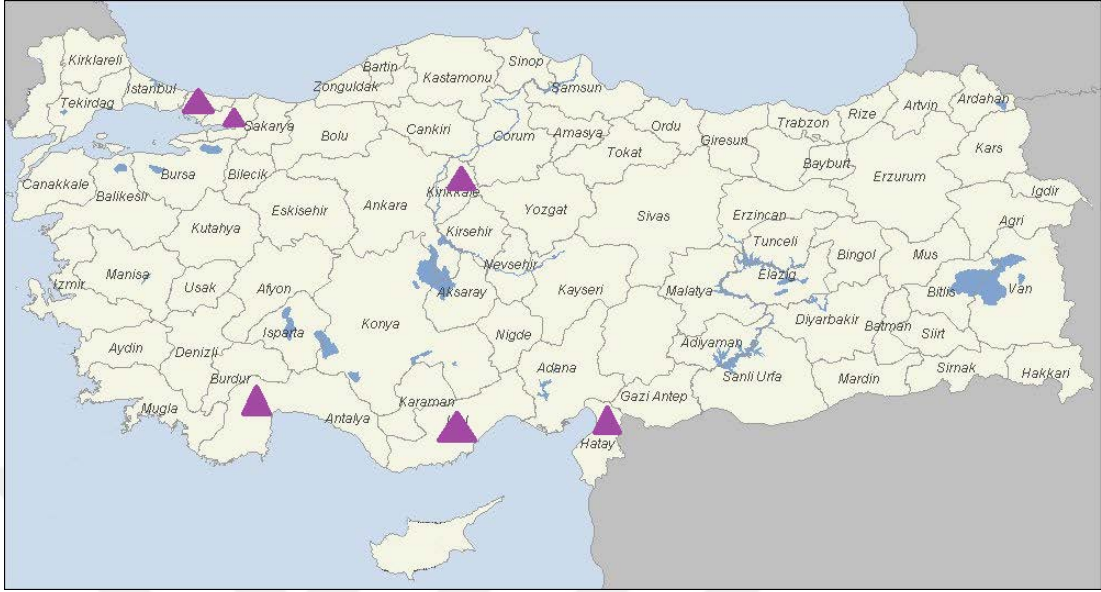 Kirklareli
Tekirdag
Istanbul
Sakarya
Zonguldak
Bartin
Kastamonu
Sinop
Samsun
Bolu
Cankiri
Corum
Amasya
Ordu
Tokat
Giresun
Trabzon
Rize
Artvin
Ardahan
Kars
Bayburt
Erzurum
Igdir
Agri
Canakkale
Balikesir
Bursa
Bilecik
Eskisehir
Ankara
Kirikkale
Yozgat
Sivas
Erzincan
Tunceli
Bingol
Mus
Kutahya
Kirsehir
Nevsehir
Manisa
Izmir
Usak
Afyon
Aksaray
Kayseri
Malatya
Elazig
Bitlis
Van
Konya
Isparta
Nigde
Diyarbakir
Batman
Siirt
Aydin
Denizli
Burdur
Adana
Adiyaman
Sanli Urfa
Mardin
Sirnak
Hakkari
Mugla
Antalya
Karaman
Gazi Antep
Hatay